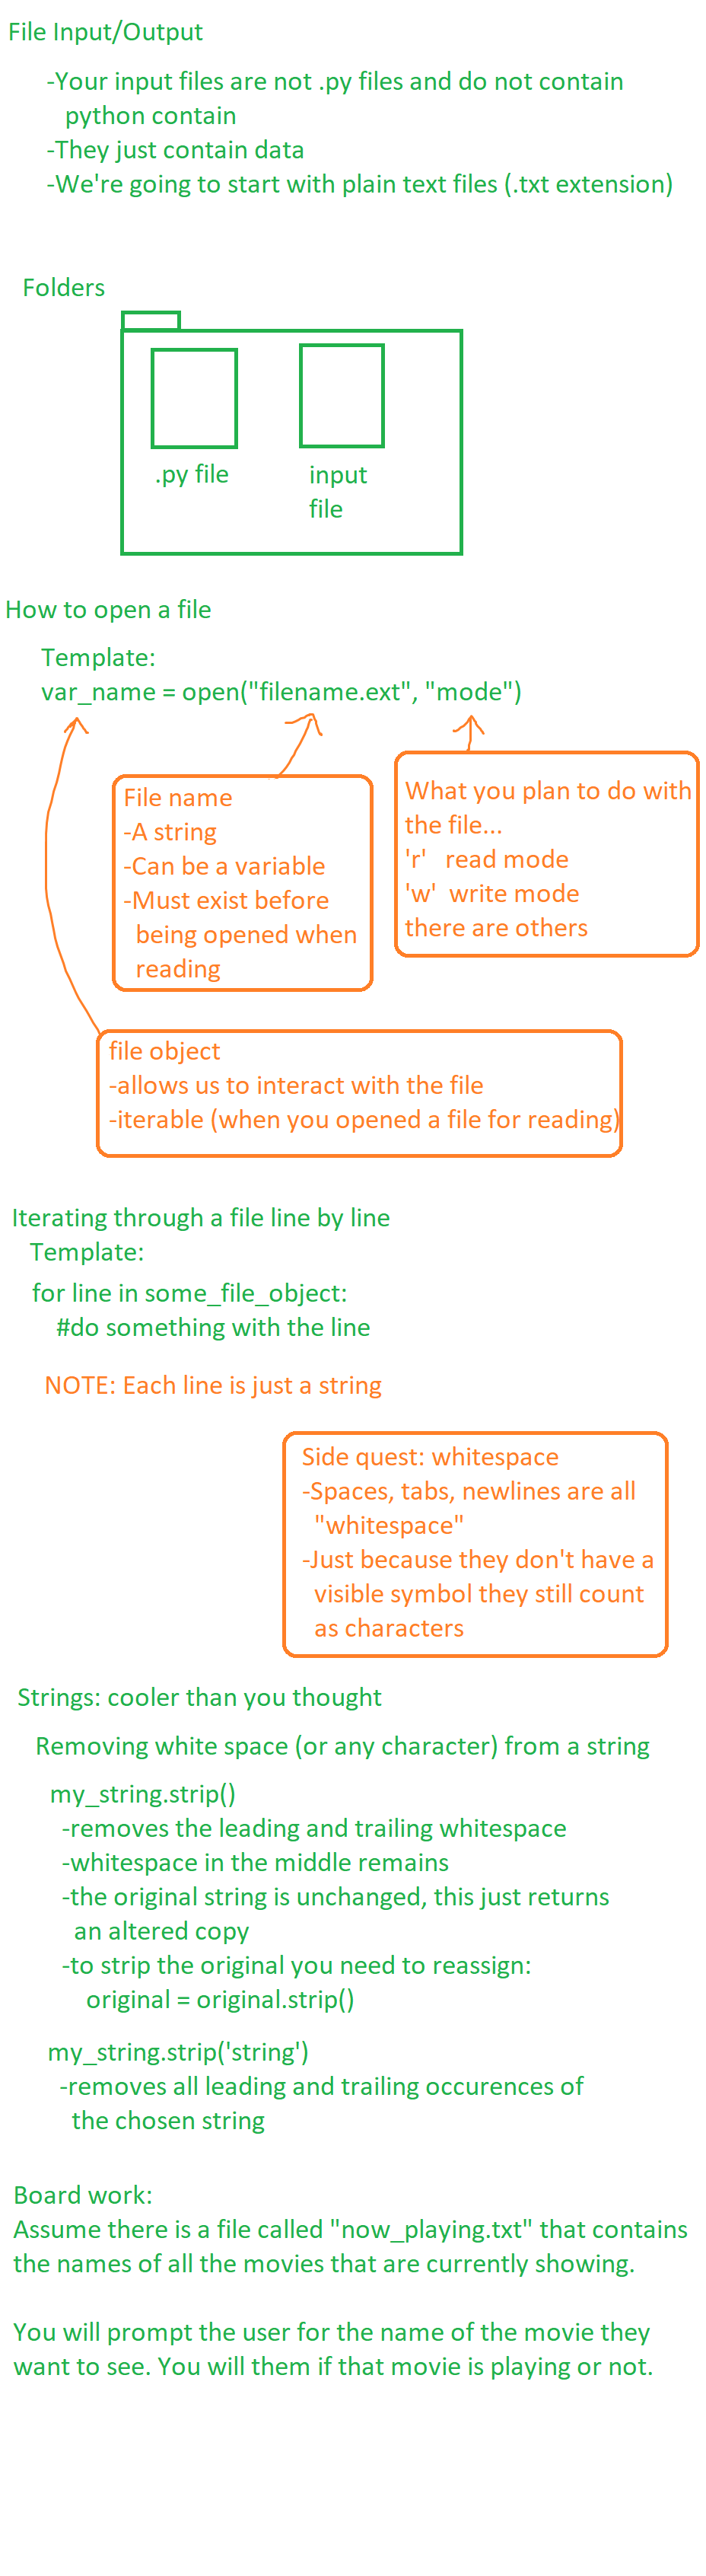 File Input/Output
-Your input files are not .py files and do not contain
python contain
-They just contain data
-We're going to start with plain text files (.txt extension)
Folders
.py file
input
file
How to open a file
Template:
var_name = open("filename.ext", "mode")
File name
-A string
-Can be a variable
-Must exist before
being opened when
reading
What you plan to do with
the file...
'r'   read mode
'w'  write mode
there are others
file object
-allows us to interact with the file
-iterable (when you opened a file for reading)
Iterating through a file line by line
Template:
for line in some_file_object:
#do something with the line
NOTE: Each line is just a string
Side quest: whitespace
-Spaces, tabs, newlines are all
"whitespace"
-Just because they don't have a
visible symbol they still count
as characters
Strings: cooler than you thought
Removing white space (or any character) from a string
my_string.strip()
-removes the leading and trailing whitespace
-whitespace in the middle remains
-the original string is unchanged, this just returns
an altered copy
-to strip the original you need to reassign:
original = original.strip()
my_string.strip('string')
-removes all leading and trailing occurences of
the chosen string
Board work:
Assume there is a file called "now_playing.txt" that contains
the names of all the movies that are currently showing.
You will prompt the user for the name of the movie they
want to see. You will them if that movie is playing or not.